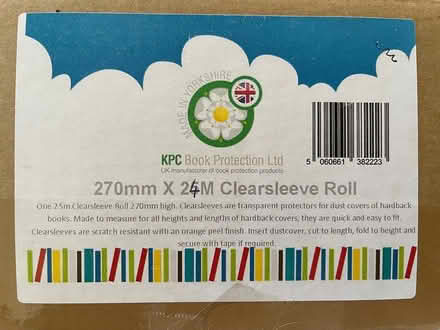 MADE IN YORKSHIRE
KPC Book Protection Ltd
UK manufacturer of book protection products
5 060661 382223
270mm X 24M Clearsleeve Roll
One 25m Clearsleeve Roll 270mm high. Clearsleeves are transparent protectors for dust covers of hardback
books. Made to measure for all heights and lengths of hardback covers, they are quick and easy to fit.
Clearsleeves are scratch resistant with an orange peel finish. Insert dustcover, cut to length, fold to height and
secure with tape if required.